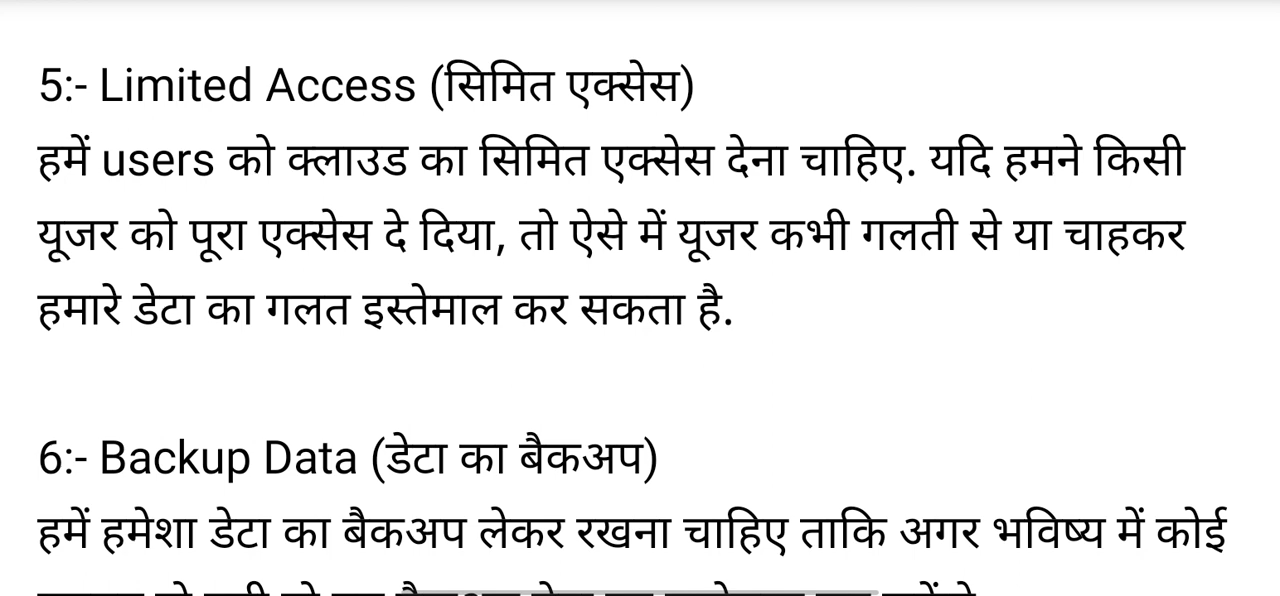 5:- Limited Access (सिमित एक्सेस)
हमें users को क्लाउड का सिमित एक्सेस देना चाहिए. यदि हमने किसी
यूजर को पूरा एक्सेस दे दिया, तो ऐसे में यूजर कभी गलती से या चाहकर
हमारे डेटा का गलत इस्तेमाल कर सकता है.
6:- Backup Data (डेटा का बैकअप)
हमें हमेशा डेटा का बैकअप लेकर रखना चाहिए ताकि अगर भविष्य में कोई